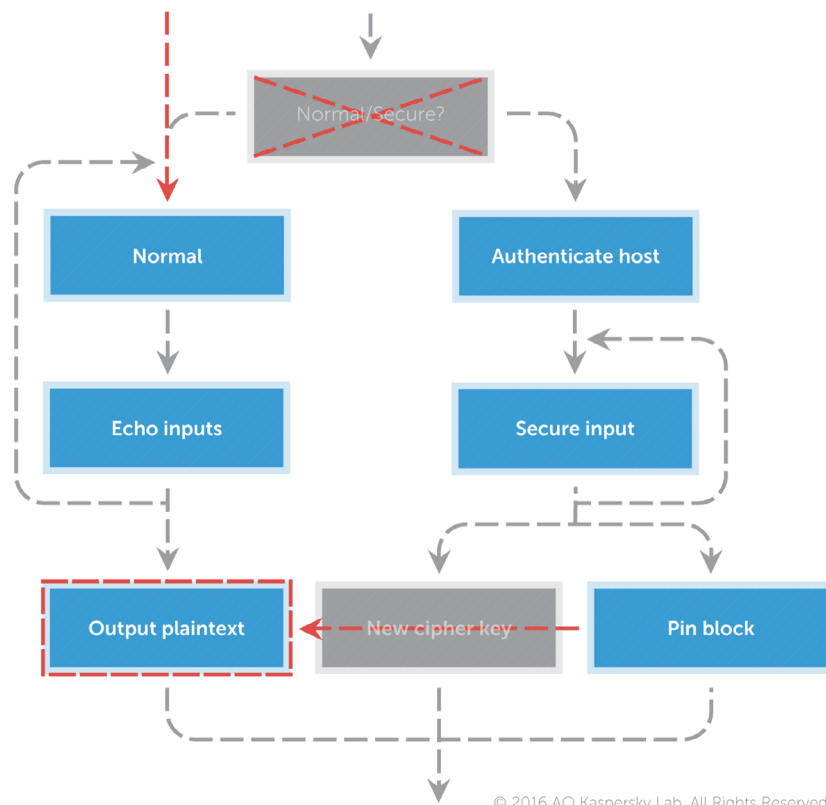 Normal/Secure?
Normal
Authenticate host
Echo inputs
Secure input
Output plaintext
New cipher key
Pin block
© 2016 AO Kaspersky Lab. All Rights Reserved